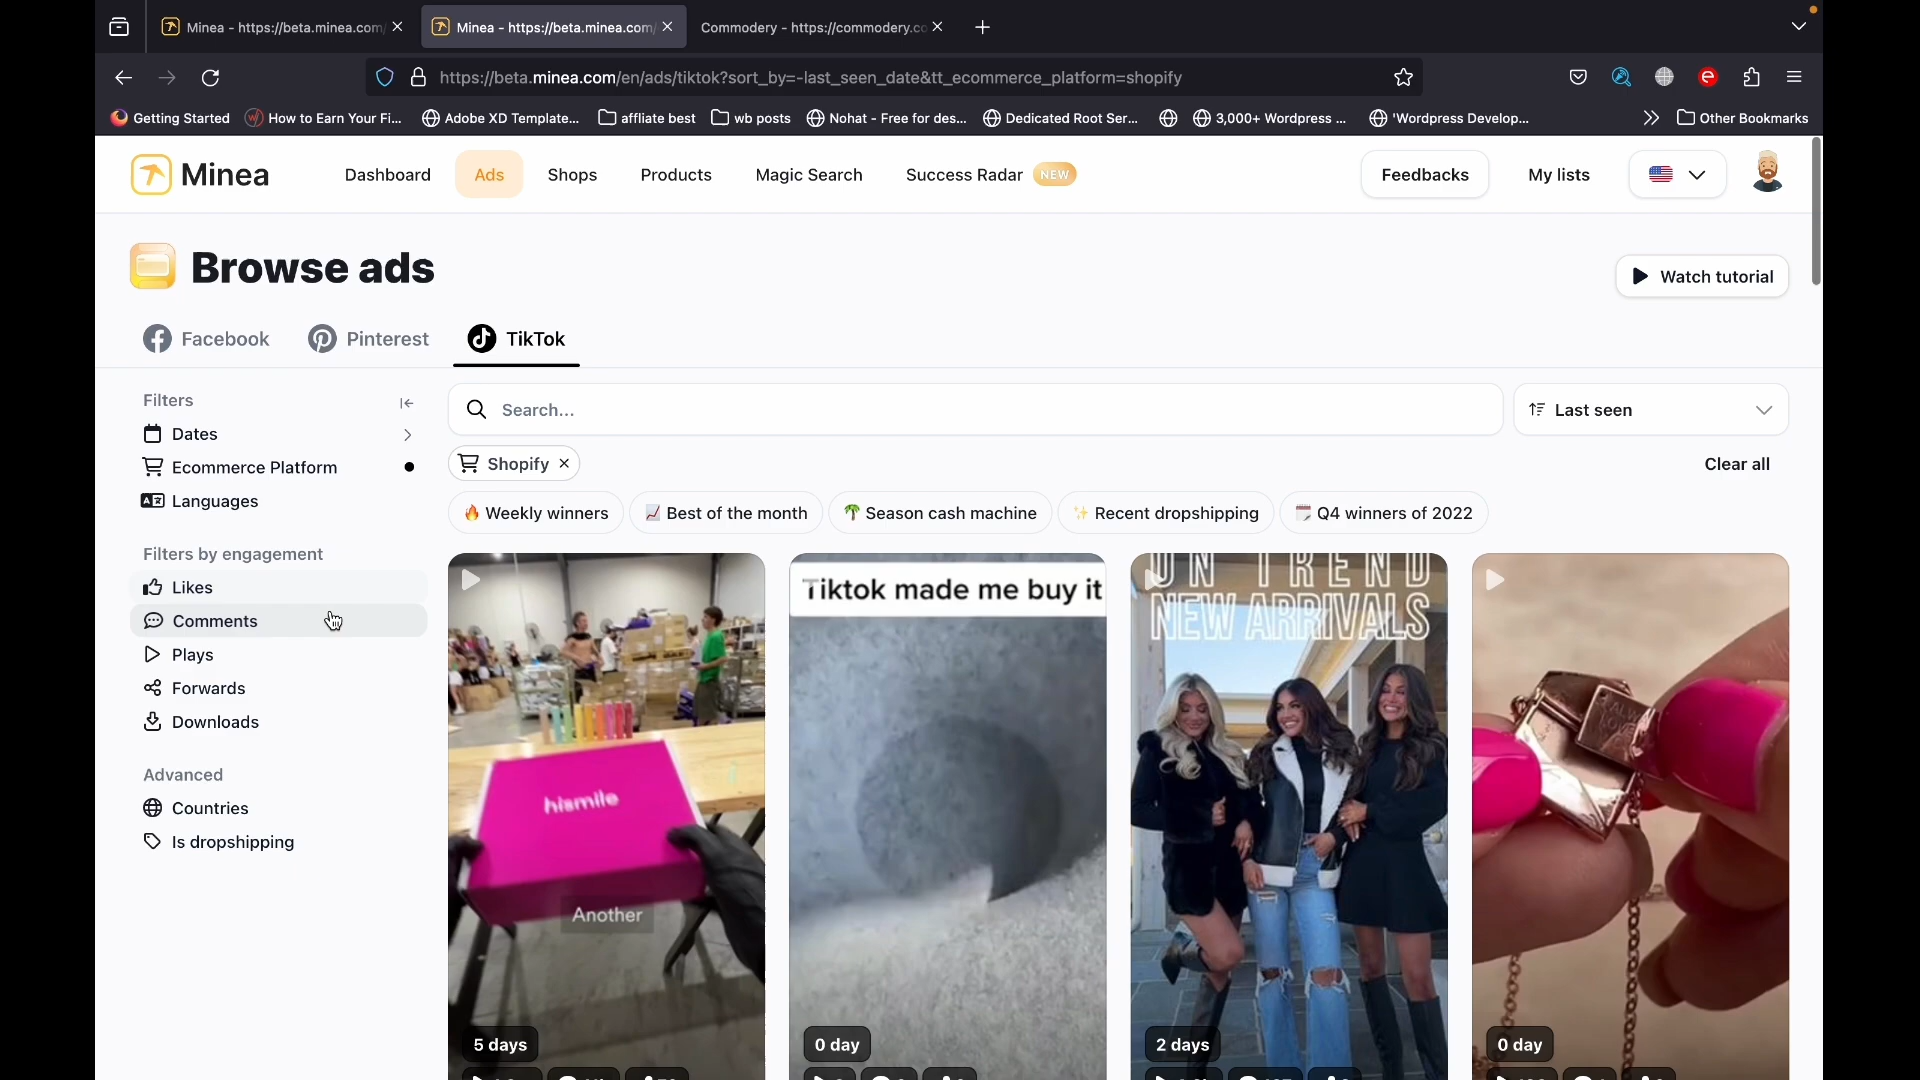 Minea - https://beta.minea.com/
Minea - https://beta.minea.com/
Commodery - https://commodery.co
https://beta.minea.com/en/ads/tiktok?sort_by=-last_seen_date&tt_ecommerce_platform=shopify
Getting Started
How to Earn Your Fi...
Adobe XD Template...
affliate best
wb posts
Nohat - Free for des...
Dedicated Root Ser...
3,000+ Wordpress ...
'Wordpress Develop...
Other Bookmarks
Minea
Dashboard
Ads
Shops
Products
Magic Search
Success Radar NEW
Feedbacks
My lists
Browse ads
Watch tutorial
Facebook
Pinterest
TikTok
Filters
Dates
Ecommerce Platform
Languages
Filters by engagement
Likes
Comments
Plays
Forwards
Downloads
Advanced
Countries
Is dropshipping
Search...
Last seen
Shopify
Clear all
Weekly winners
Best of the month
Season cash machine
Recent dropshipping
Q4 winners of 2022
hismile
Another
5 days
Tiktok made me buy it
0 day
ON TREND
NEW ARRIVALS
2 days
0 day